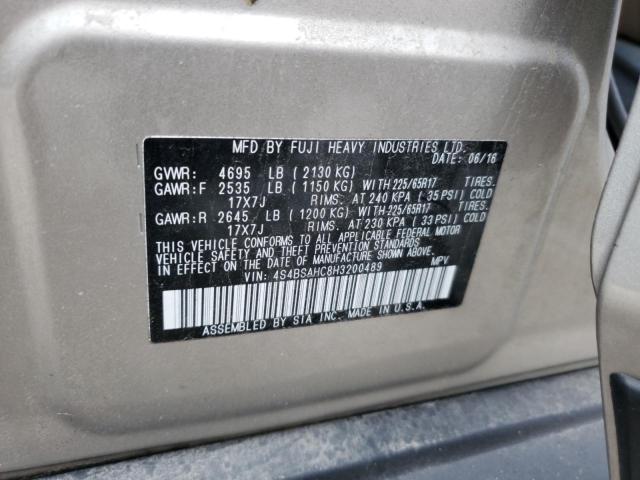 MFD BY FUJI HEAVY INDUSTRIES LTD.
DATE: 06/16
GVWR: 4695 LB ( 2130 KG)
GAWR:F 2535 LB ( 1150 KG) WITH 225/65R17 TIRES.
17X7J RIMS. AT 240 KPA ( 35 PSI) COLD
GAWR:R 2645 LB ( 1200 KG) WITH 225/65R17 TIRES.
17X7J RIMS. AT 230 KPA ( 33 PSI) COLD
THIS VEHICLE CONFORMS TO ALL APPLICABLE FEDERAL MOTOR
VEHICLE SAFETY AND THEFT PREVENTION STANDARDS
IN EFFECT ON THE DATE OF MANUFACTURE SHOWN ABOVE.
VIN: 4S4BSAHC8H3200489 MPV
ASSEMBLED BY SIA INC. MADE IN U.S.A.